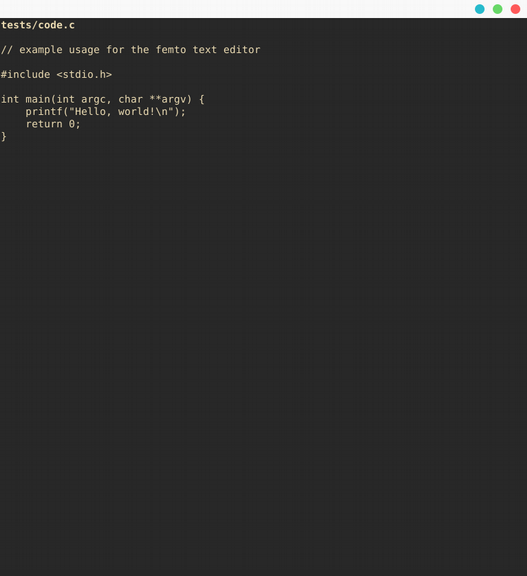 tests/code.c
// example usage for the femto text editor
#include <stdio.h>
int main(int argc, char **argv) {
    printf("Hello, world!\n");
    return 0;
}